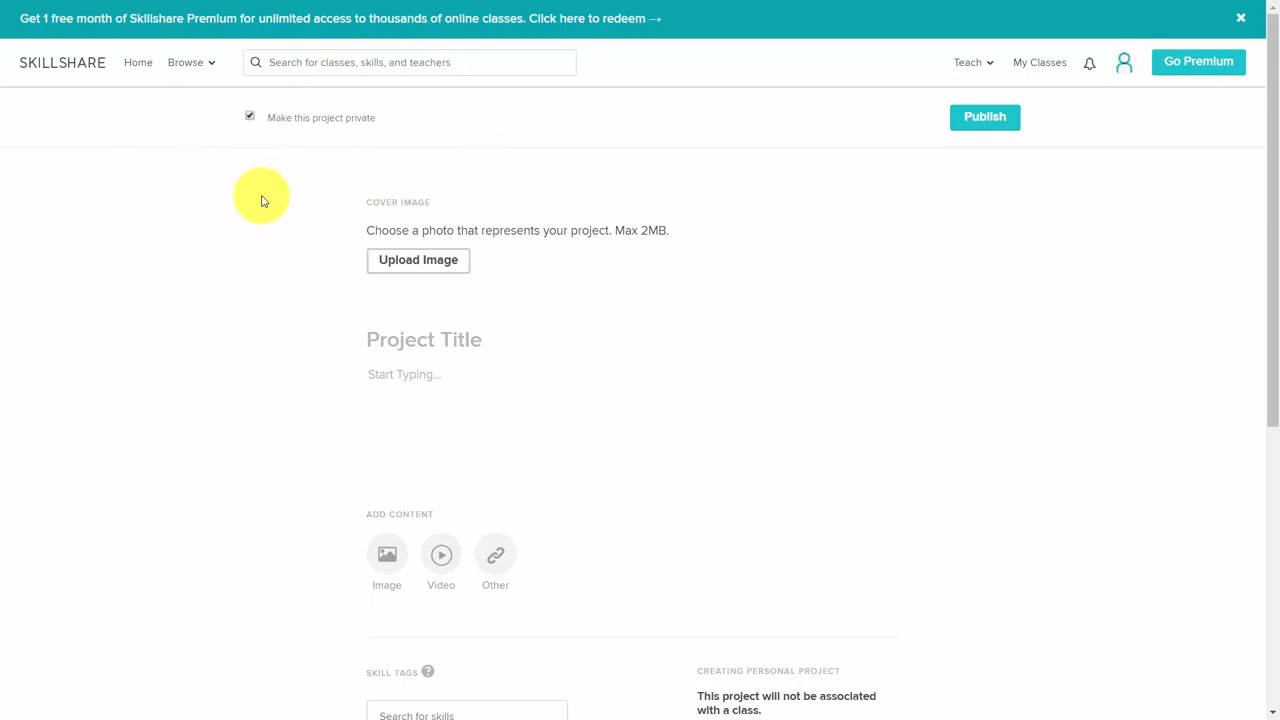 Get 1 free month of Skillshare Premium for unlimited access to thousands of online classes. Click here to redeem →
SKILLSHARE Home Browse Search for classes, skills, and teachers Teach My Classes Go Premium
Make this project private Publish
COVER IMAGE
Choose a photo that represents your project. Max 2MB.
Upload Image
Project Title
Start Typing...
ADD CONTENT
Image Video Other
SKILL TAGS ?
Search for skills
CREATING PERSONAL PROJECT
This project will not be associated
with a class.